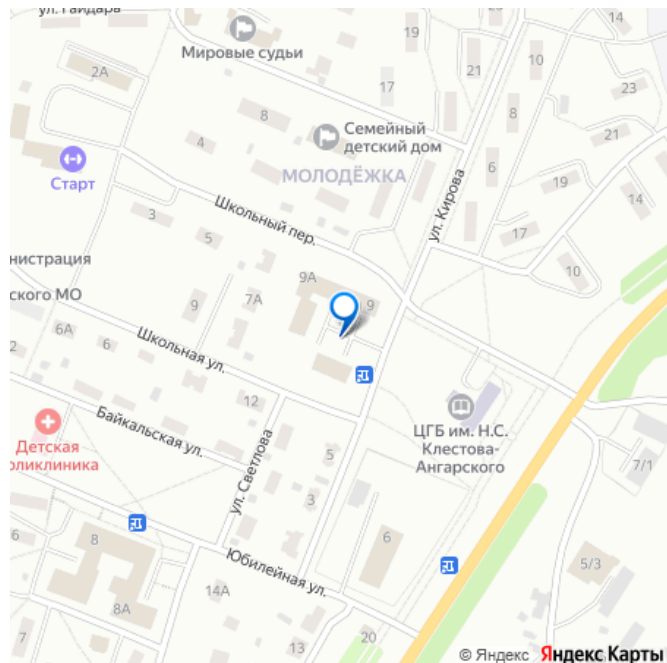 ул. Гайдара
14
Мировые судьи
19
10
21
2А
17
23
8
8
Семейный
детский дом
4
21
6
Старт
МОЛОДЁЖКА
19
ул. Кирова
Школьный пер.
3
14
5
17
нистрация
10
9А
ского МО
7А
9
9
6А
6
Школьная ул.
2
12
ЦГБ им. Н.С.
Клестова-
Ангарского
Байкальская ул.
Детская
оликлиника
ул. Светлова
5
7/1
3
8
6
Юбилейная ул.
5/3
14А
8А
7
20
13
© Яндекс Яндекс Карты